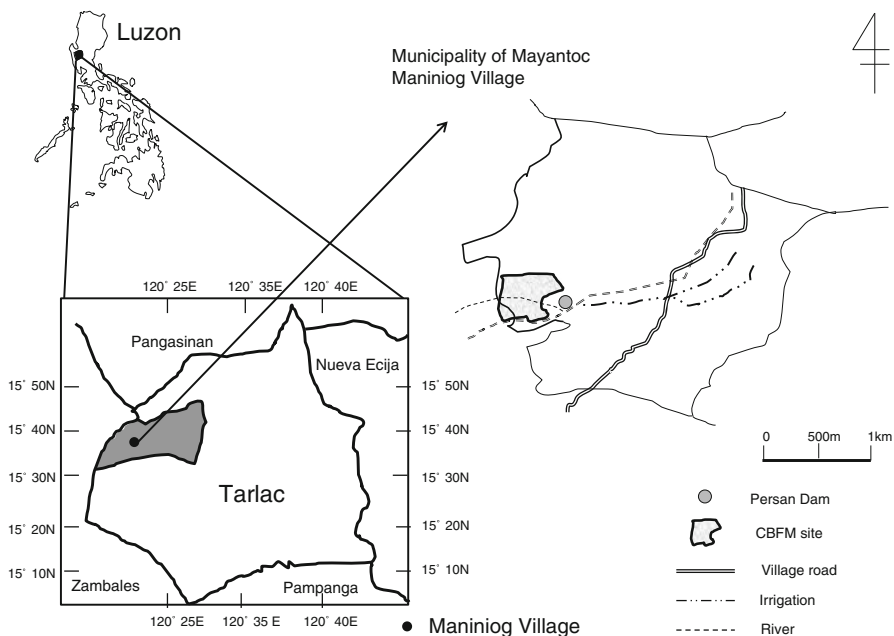 Luzon
Municipality of Mayantoc
Maniniog Village
120° 25E 120° 30E 120° 40E
Pangasinan
Nueva Ecija
15° 50N 15° 50N
15° 40N 15° 40N
15° 30N 15° 30N
Tarlac
15° 20N 15° 20N
15° 10N 15° 10N
Zambales
Pampanga
120° 25E 120° 35 E 120° 40E
Maniniog Village
0 500m 1km
Persan Dam
CBFM site
Village road
Irrigation
River